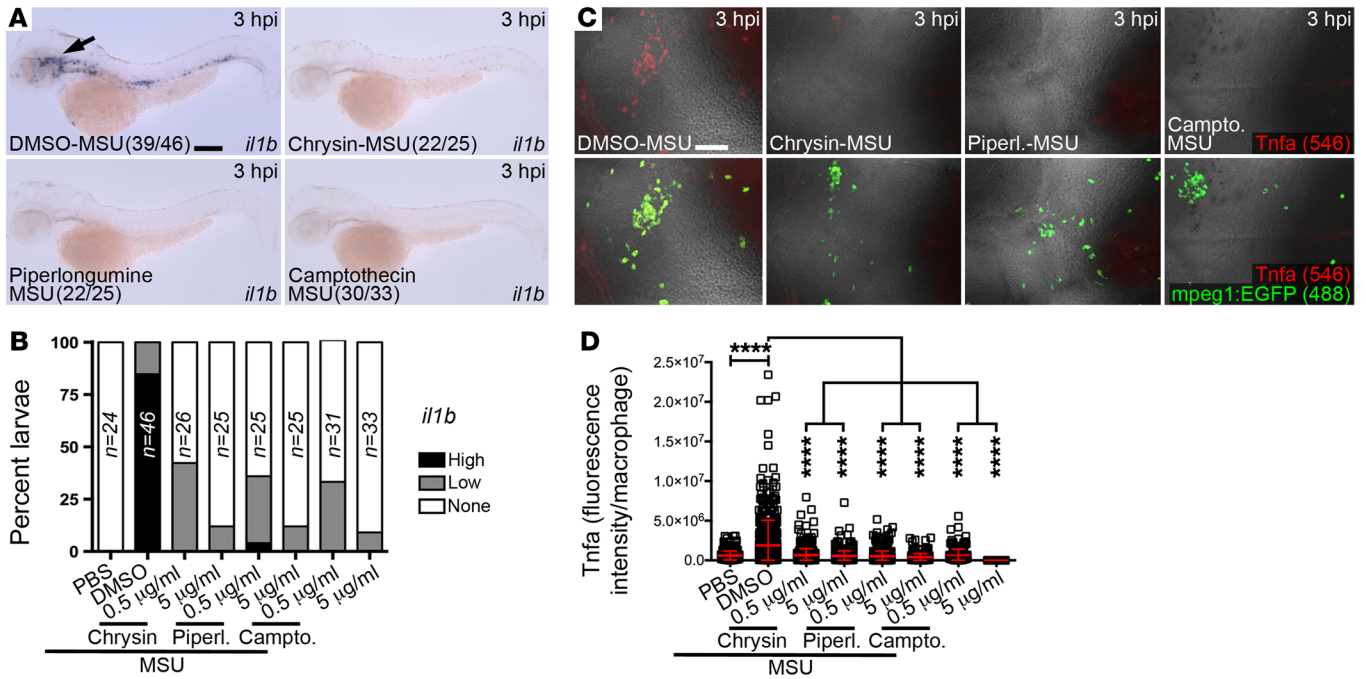 A
3 hpi
DMSO-MSU(39/46)
il1b
3 hpi
Chrysin-MSU(22/25)
il1b
3 hpi
Piperlongumine
MSU(22/25)
il1b
3 hpi
Camptothecin
MSU(30/33)
il1b
B
Percent larvae
100
75
50
25
0
n=24
n=46
n=26
n=25
n=25
n=25
n=31
n=33
il1b
High
Low
None
PBS
DMSO
0.5 µg/ml
5 µg/ml
0.5 µg/ml
5 µg/ml
0.5 µg/ml
5 µg/ml
Chrysin
Piperl.
Campto.
MSU
C
3 hpi
DMSO-MSU
3 hpi
Chrysin-MSU
3 hpi
Piperl.-MSU
3 hpi
Campto.
MSU
Tnfa (546)
Tnfa (546)
mpeg1:EGFP (488)
D
Tnfa (fluorescence
intensity/macrophage)
2.5×10⁷
2.0×10⁷
1.5×10⁷
1.0×10⁷
5.0×10⁶
0.0
****
****
****
****
****
****
****
PBS
DMSO
0.5 µg/ml
5 µg/ml
0.5 µg/ml
5 µg/ml
0.5 µg/ml
5 µg/ml
Chrysin
Piperl.
Campto.
MSU